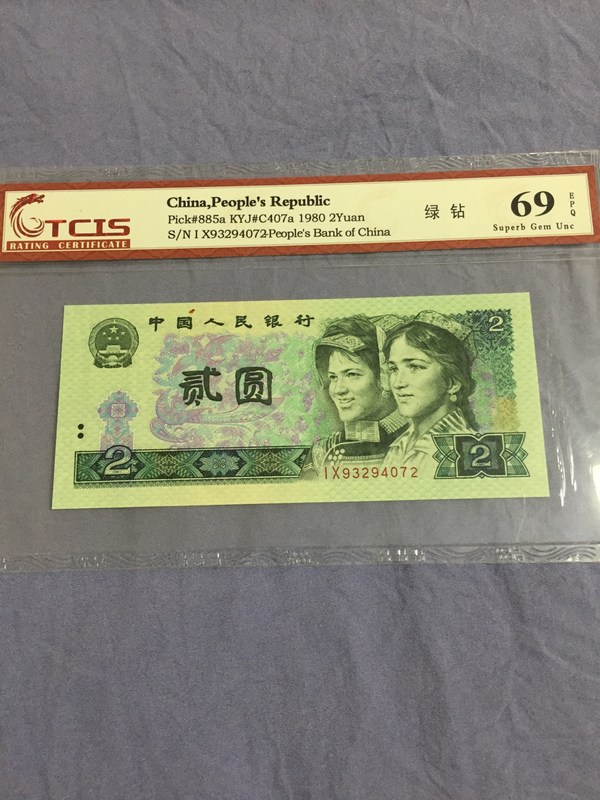 TCIS
RATING CERTIFICATE
China,People's Republic
Pick#885a KYJ#C407a 1980 2Yuan
S/N I X93294072-People's Bank of China
绿钻
69
EPQ
Superb Gem Unc
中国人民银行
2
贰圆
2
2
IX93294072